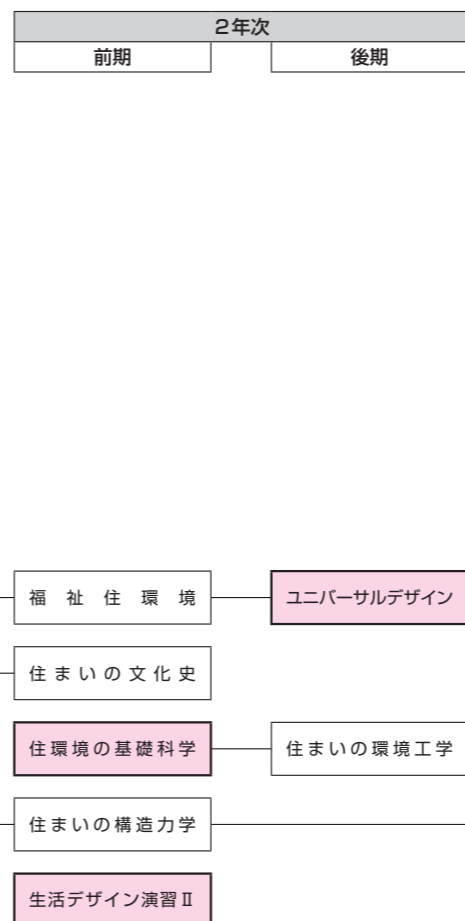 2年次
前期
後期
福祉住環境
ユニバーサルデザイン
住まいの文化史
住環境の基礎科学
住まいの環境工学
住まいの構造力学
生活デザイン演習Ⅱ